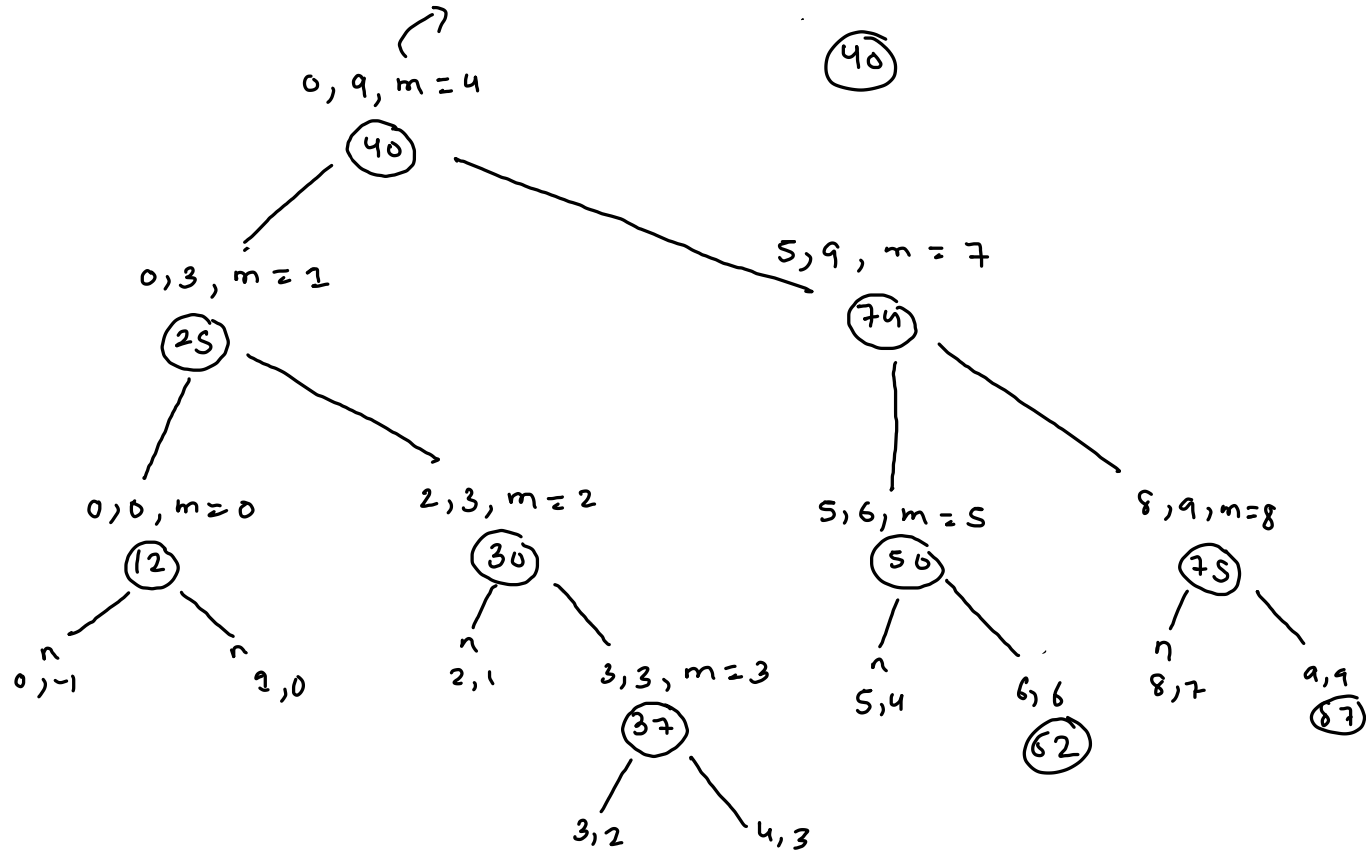 40
0, 9, m = 4
40
5, 9, m = 7
0, 3, m = 1
74
25
0, 0, m = 0
2, 3, m = 2
5, 6, m = 5
8, 9, m = 8
12
30
50
75
n
n
n
n
n
0, -1
1, 0
2, 1
3, 3, m = 3
5, 4
6, 6
8, 7
9, 9
37
62
87
3, 2
4, 3